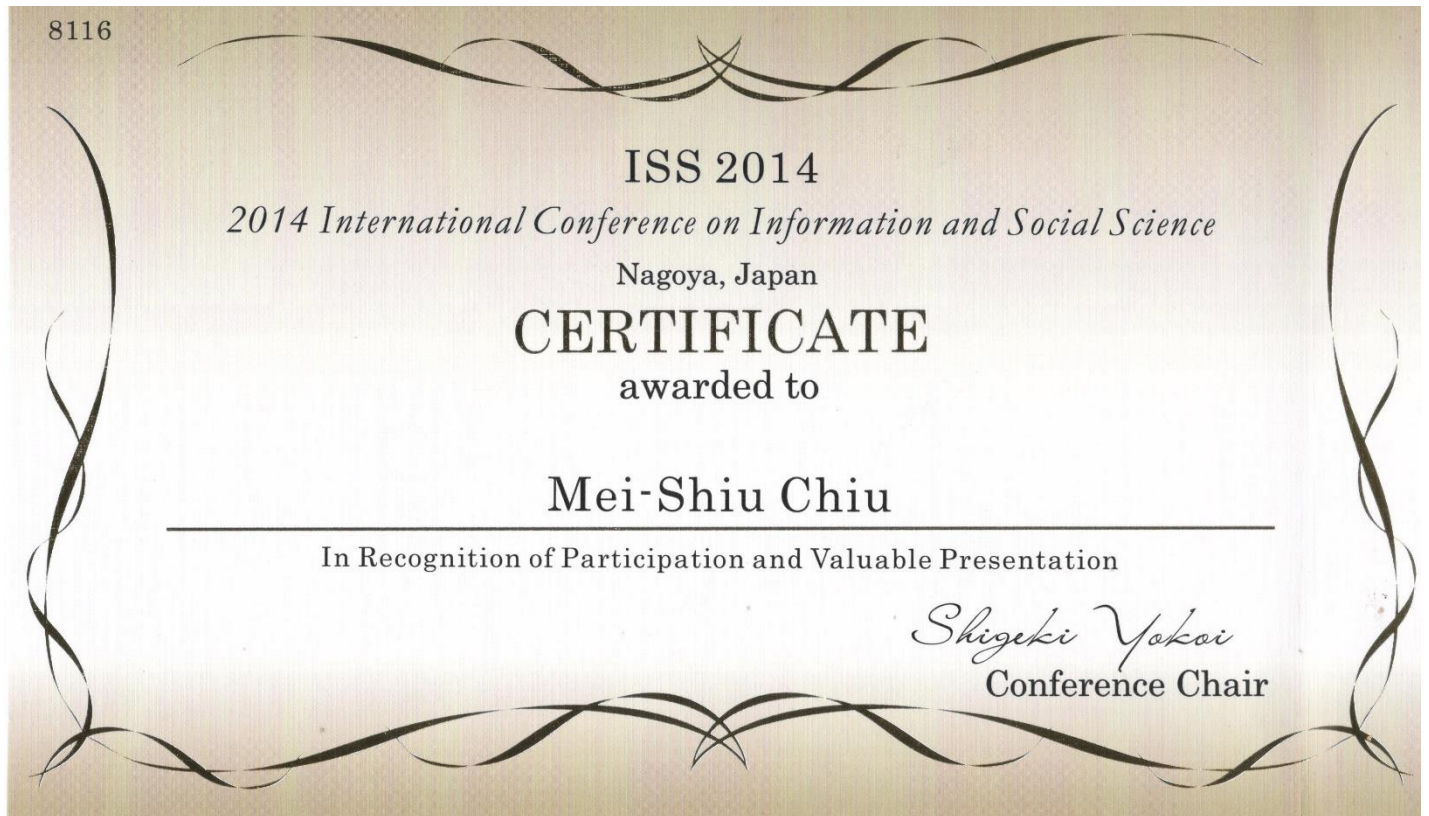 8116
ISS 2014
2014 International Conference on Information and Social Science
Nagoya, Japan
CERTIFICATE
awarded to
Mei-Shiu Chiu
In Recognition of Participation and Valuable Presentation
Shigeki Yokoi
Conference Chair